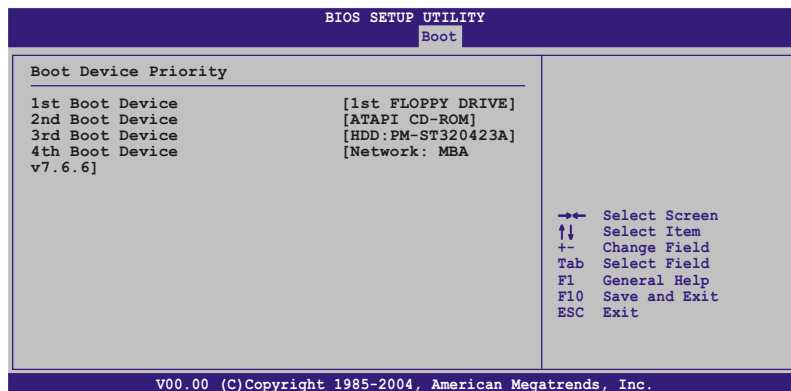 BIOS SETUP UTILITY
Boot
Boot Device Priority
1st Boot Device [1st FLOPPY DRIVE]
2nd Boot Device [ATAPI CD-ROM]
3rd Boot Device [HDD:PM-ST320423A]
4th Boot Device [Network: MBA
v7.6.6]
→← Select Screen
↑↓ Select Item
+- Change Field
Tab Select Field
F1 General Help
F10 Save and Exit
ESC Exit
V00.00 (C)Copyright 1985-2004, American Megatrends, Inc.